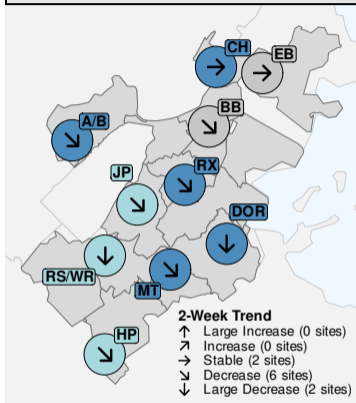 CH
EB
BB
A/B
RX
JP
DOR
RS/WR
MT
HP
2-Week Trend
↑ Large Increase (0 sites)
↗ Increase (0 sites)
→ Stable (2 sites)
↘ Decrease (6 sites)
↓ Large Decrease (2 sites)